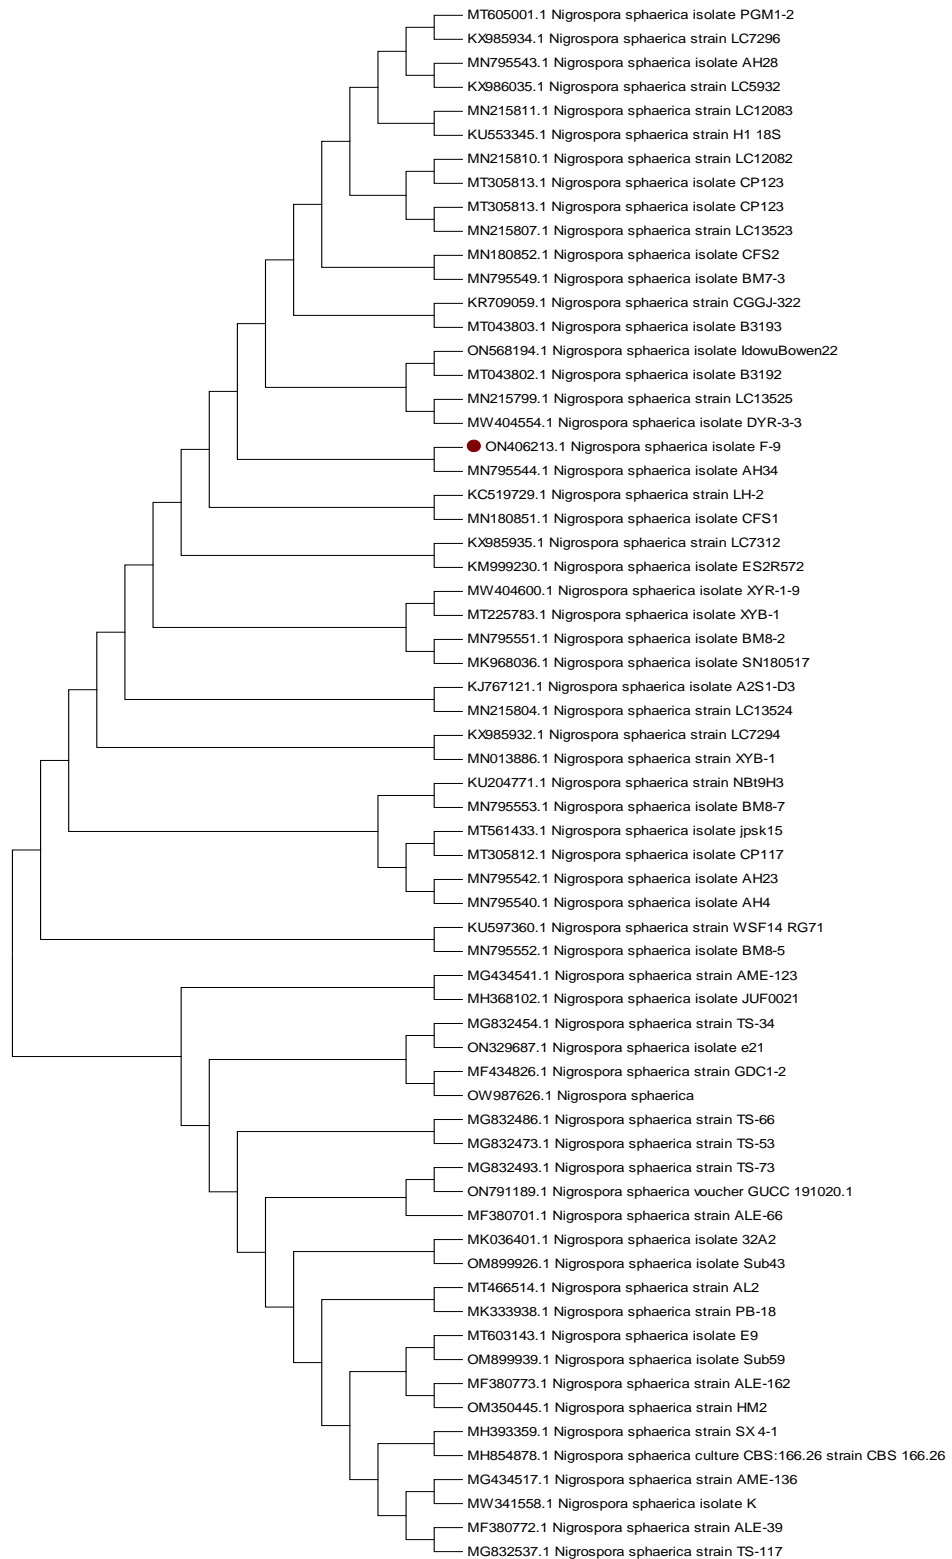 MT605001.1 Nigrospora sphaerica isolate PGM1-2
KX985934.1 Nigrospora sphaerica strain LC7296
MN795543.1 Nigrospora sphaerica isolate AH28
KX986035.1 Nigrospora sphaerica strain LC5932
MN215811.1 Nigrospora sphaerica strain LC12083
KU553345.1 Nigrospora sphaerica strain H1 18S
MN215810.1 Nigrospora sphaerica strain LC12082
MT305813.1 Nigrospora sphaerica isolate CP123
MT305813.1 Nigrospora sphaerica isolate CP123
MN215807.1 Nigrospora sphaerica strain LC13523
MN180852.1 Nigrospora sphaerica isolate CFS2
MN795549.1 Nigrospora sphaerica isolate BM7-3
KR709059.1 Nigrospora sphaerica strain CGGJ-322
MT043803.1 Nigrospora sphaerica isolate B3193
ON568194.1 Nigrospora sphaerica isolate IdowuBowen22
MT043802.1 Nigrospora sphaerica isolate B3192
MN215799.1 Nigrospora sphaerica strain LC13525
MW404554.1 Nigrospora sphaerica isolate DYR-3-3
ON406213.1 Nigrospora sphaerica isolate F-9
MN795544.1 Nigrospora sphaerica isolate AH34
KC519729.1 Nigrospora sphaerica strain LH-2
MN180851.1 Nigrospora sphaerica isolate CFS1
KX985935.1 Nigrospora sphaerica strain LC7312
KM999230.1 Nigrospora sphaerica isolate ES2R572
MW404600.1 Nigrospora sphaerica isolate XYR-1-9
MT225783.1 Nigrospora sphaerica isolate XYB-1
MN795551.1 Nigrospora sphaerica isolate BM8-2
MK968036.1 Nigrospora sphaerica isolate SN180517
KJ767121.1 Nigrospora sphaerica isolate A2S1-D3
MN215804.1 Nigrospora sphaerica strain LC13524
KX985932.1 Nigrospora sphaerica strain LC7294
MN013886.1 Nigrospora sphaerica strain XYB-1
KU204771.1 Nigrospora sphaerica strain NBt9H3
MN795553.1 Nigrospora sphaerica isolate BM8-7
MT561433.1 Nigrospora sphaerica isolate jpsk15
MT305812.1 Nigrospora sphaerica isolate CP117
MN795542.1 Nigrospora sphaerica isolate AH23
MN795540.1 Nigrospora sphaerica isolate AH4
KU597360.1 Nigrospora sphaerica strain WSF14 RG71
MN795552.1 Nigrospora sphaerica isolate BM8-5
MG434541.1 Nigrospora sphaerica strain AME-123
MH368102.1 Nigrospora sphaerica isolate JUF0021
MG832454.1 Nigrospora sphaerica strain TS-34
ON329687.1 Nigrospora sphaerica isolate e21
MF434826.1 Nigrospora sphaerica strain GDC1-2
OW987626.1 Nigrospora sphaerica
MG832486.1 Nigrospora sphaerica strain TS-66
MG832473.1 Nigrospora sphaerica strain TS-53
MG832493.1 Nigrospora sphaerica strain TS-73
ON791189.1 Nigrospora sphaerica voucher GUCC 191020.1
MF380701.1 Nigrospora sphaerica strain ALE-66
MK036401.1 Nigrospora sphaerica isolate 32A2
OM899926.1 Nigrospora sphaerica isolate Sub43
MT466514.1 Nigrospora sphaerica strain AL2
MK333938.1 Nigrospora sphaerica strain PB-18
MT603143.1 Nigrospora sphaerica isolate E9
OM899939.1 Nigrospora sphaerica isolate Sub59
MF380773.1 Nigrospora sphaerica strain ALE-162
OM350445.1 Nigrospora sphaerica strain HM2
MH393359.1 Nigrospora sphaerica strain SX 4-1
MH854878.1 Nigrospora sphaerica culture CBS:166.26 strain CBS 166.26
MG434517.1 Nigrospora sphaerica strain AME-136
MW341558.1 Nigrospora sphaerica isolate K
MF380772.1 Nigrospora sphaerica strain ALE-39
MG832537.1 Nigrospora sphaerica strain TS-117